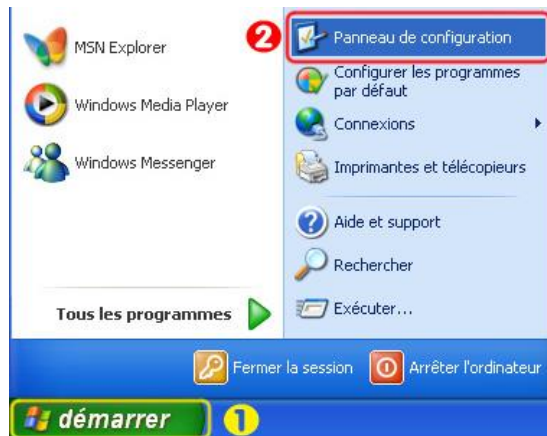 MSN Explorer
Windows Media Player
Windows Messenger
Tous les programmes
2
Panneau de configuration
Configurer les programmes
par défaut
Connexions
Imprimantes et télécopieurs
Aide et support
Rechercher
Exécuter...
Fermer la session
Arrêter l'ordinateur
démarrer
1